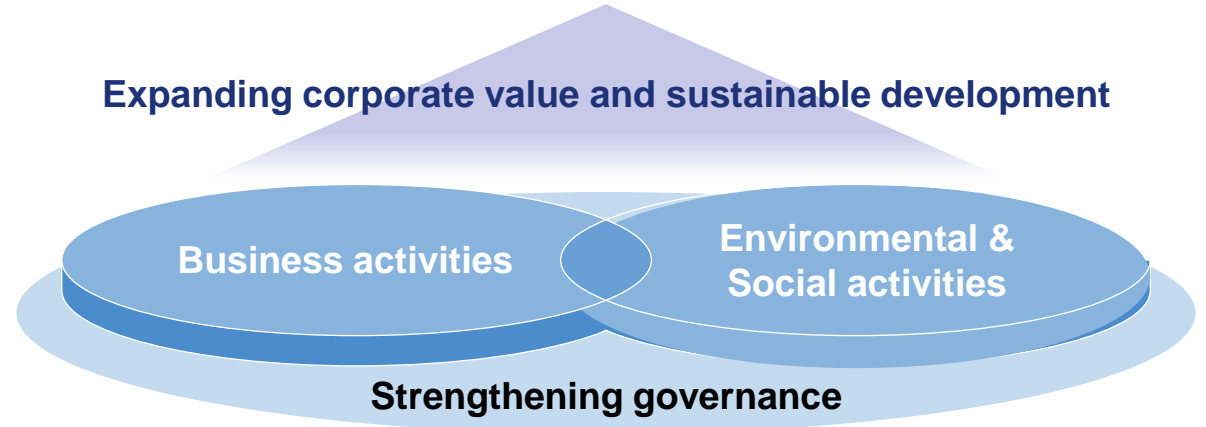 Expanding corporate value and sustainable development
Business activities
Environmental &
Social activities
Strengthening governance